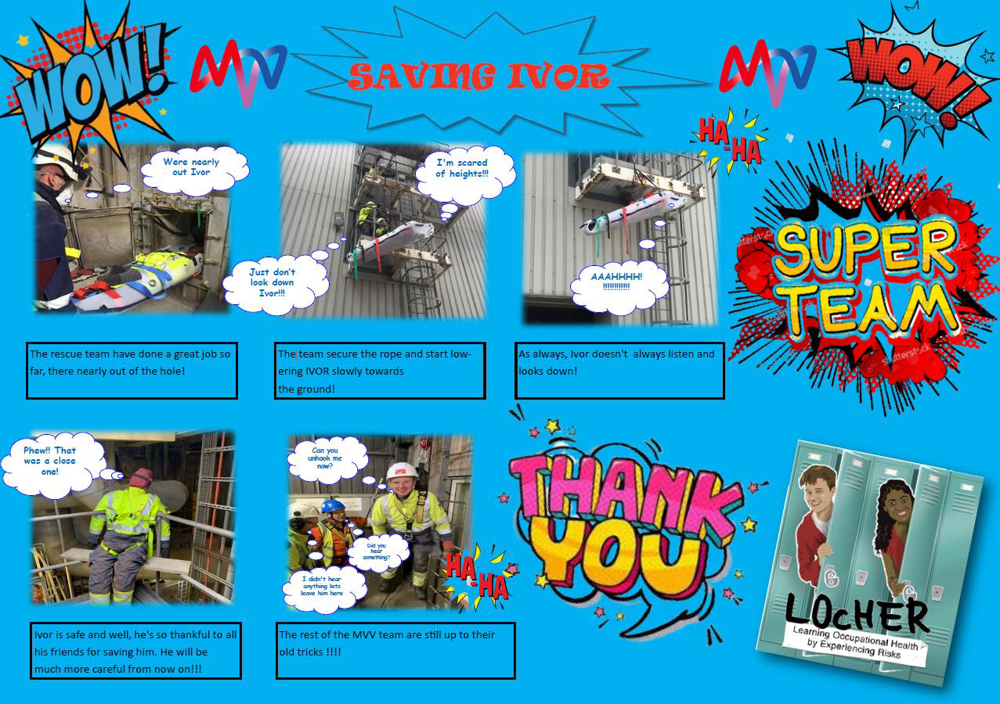 WOW!
MVV
SAVING IVOR
MVV
WOW!
HA
-HA
Were nearly
out Ivor
I'm scared
of heights!!!
Just don't
look down
Ivor!!!
AAAHHHH!
!!!!!!!!!!!!
SUPER
TEAM
shutterstock
The rescue team have done a great job so
far, there nearly out of the hole!
The team secure the rope and start low-
ering IVOR slowly towards
the ground!
As always, Ivor doesn't  always listen and
looks down!
Phew!! That
was a close
one!
Can you
unhook me
now?
Did you
hear
something?
I didn't hear
anything lets
leave him here
HA
-HA
THANK
YOU
LOcHER
Learning Occupational Health
by Experiencing Risks
Ivor is safe and well, he's so thankful to all
his friends for saving him. He will be
much more careful from now on!!!
The rest of the MVV team are still up to their
old tricks !!!!